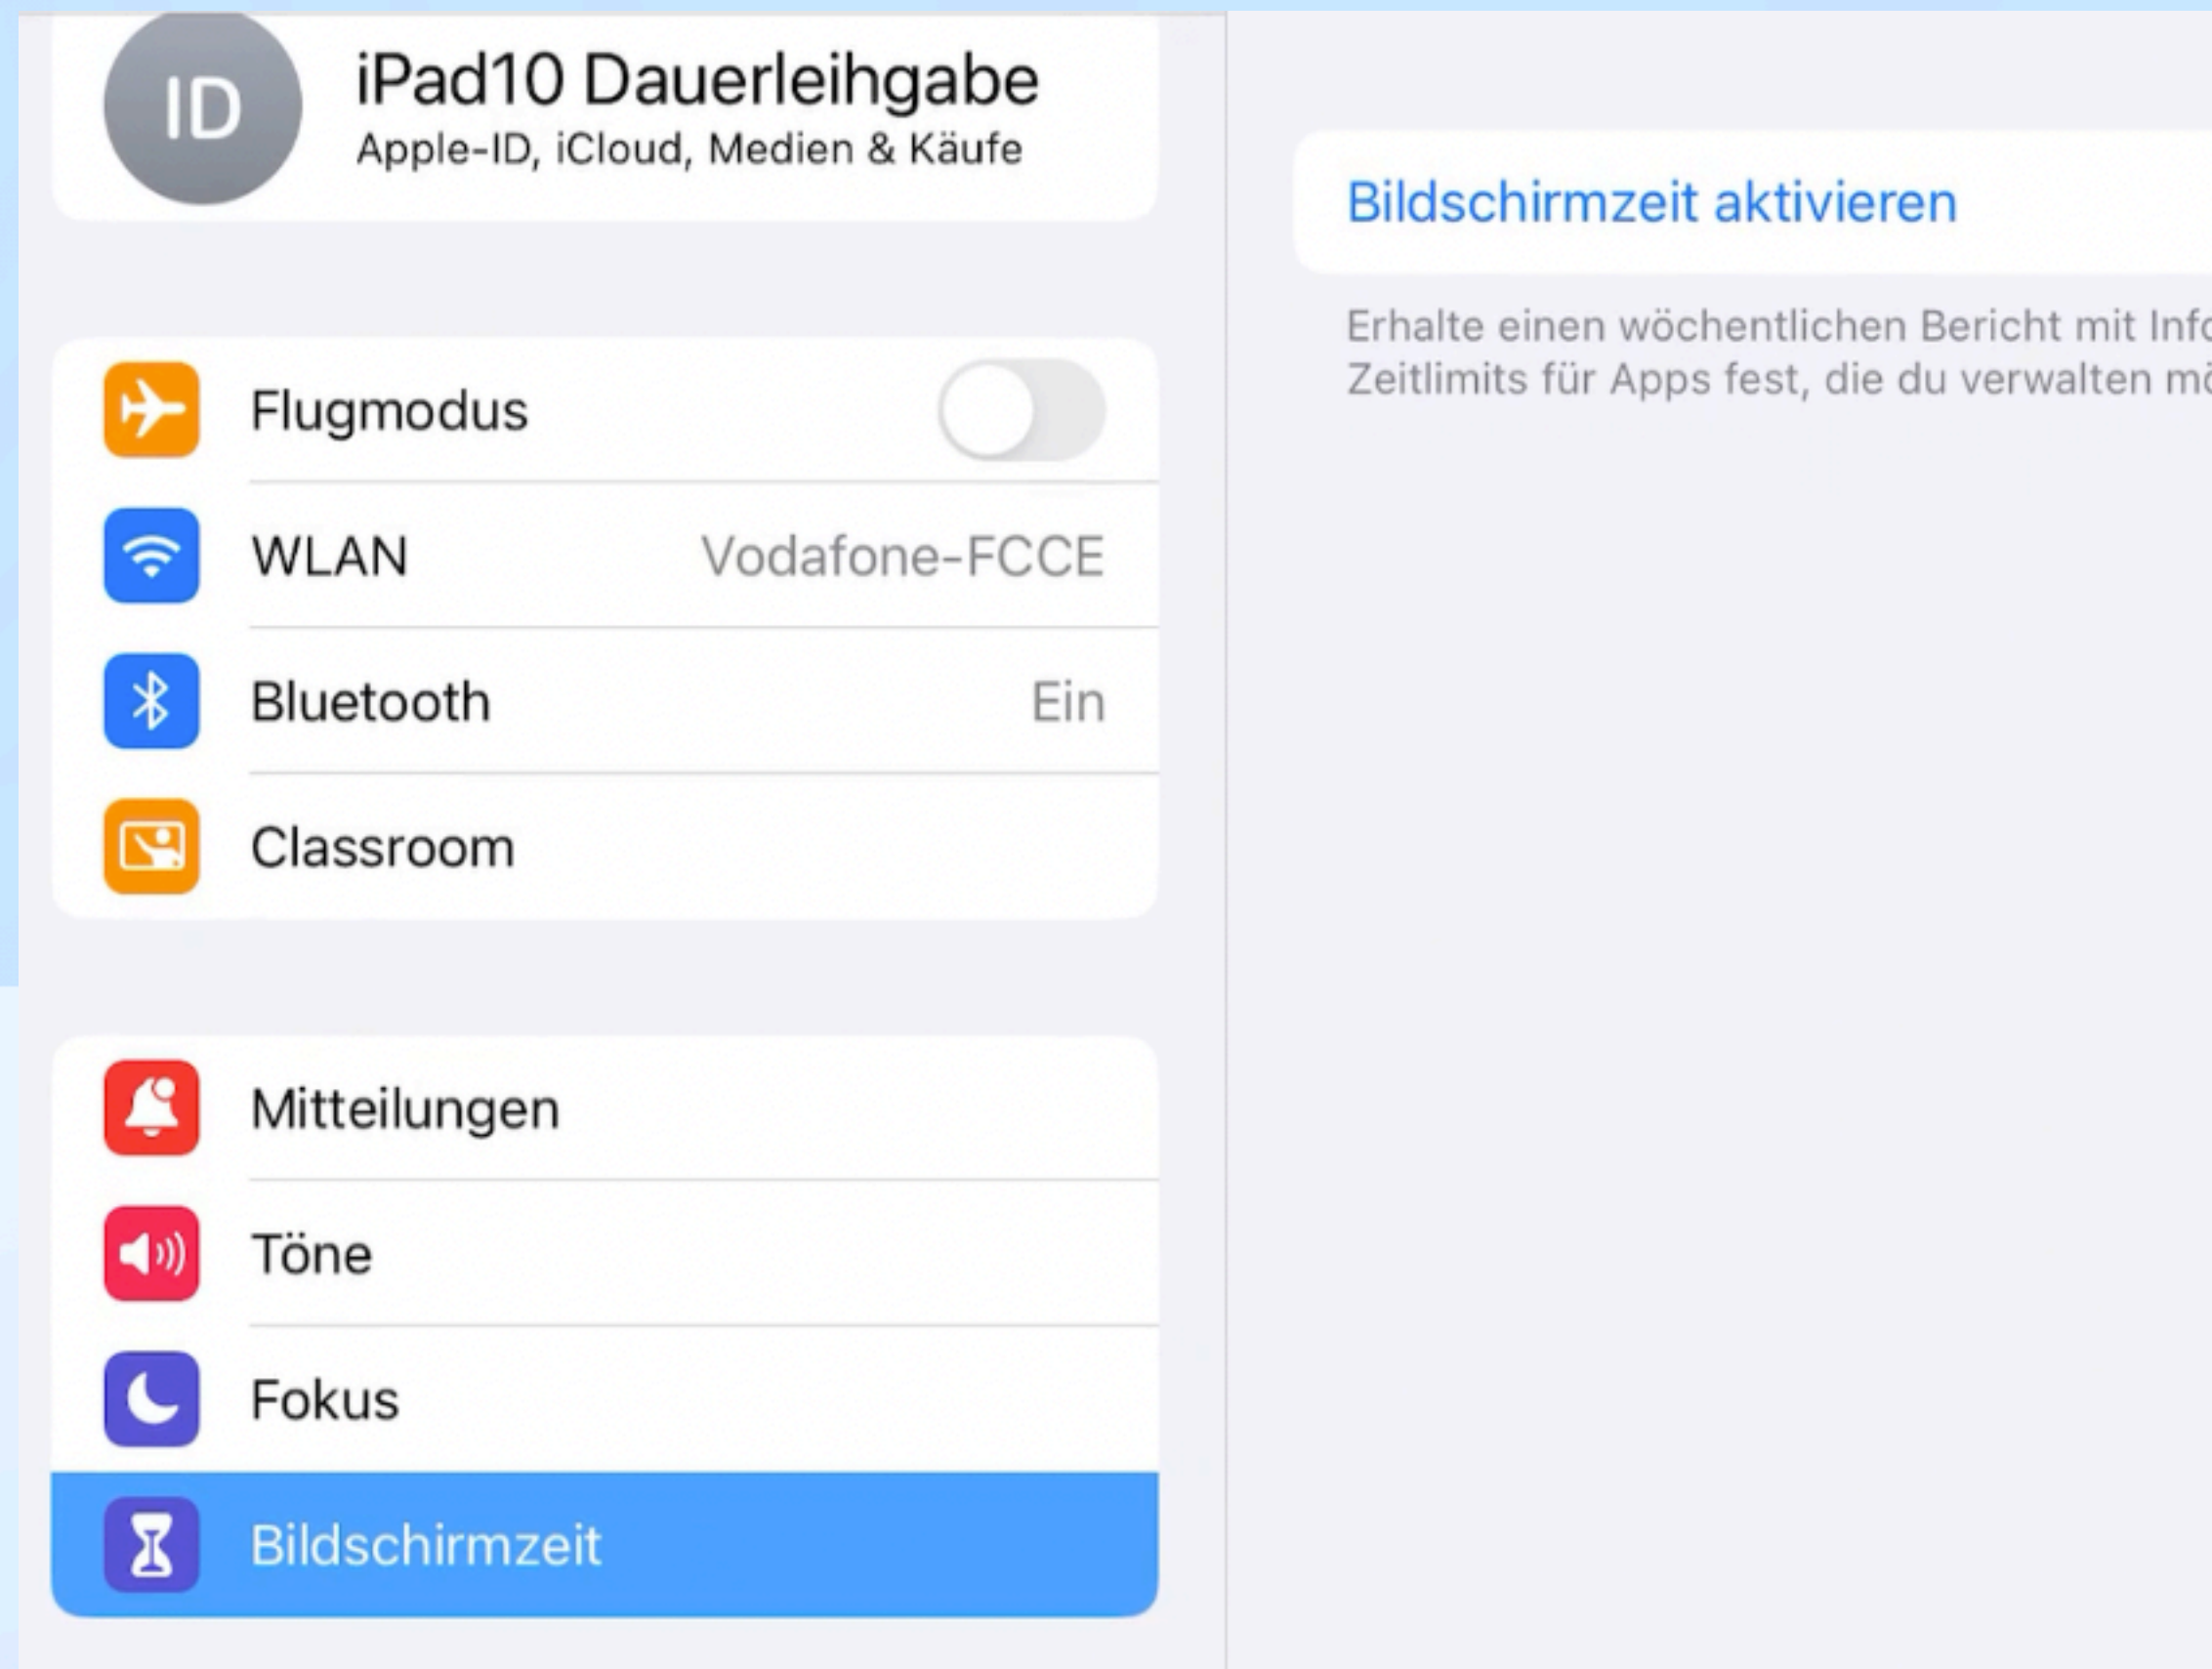 ID
iPad10 Dauerleihgabe
Apple-ID, iCloud, Medien & Käufe
Flugmodus
WLAN Vodafone-FCCE
Bluetooth Ein
Classroom
Mitteilungen
Töne
Fokus
Bildschirmzeit
Bildschirmzeit aktivieren
Erhalte einen wöchentlichen Bericht mit
Zeitlimits für Apps fest, die du verwalten